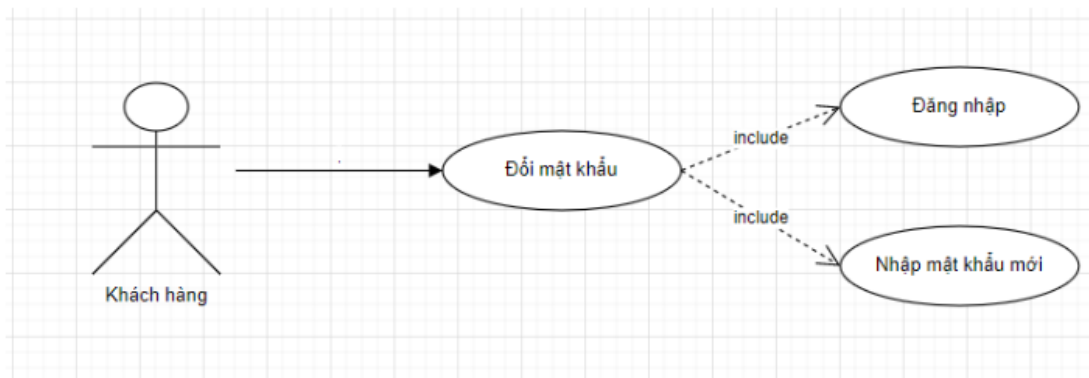 Đăng nhập
include
Đổi mật khẩu
include
Nhập mật khẩu mới
Khách hàng